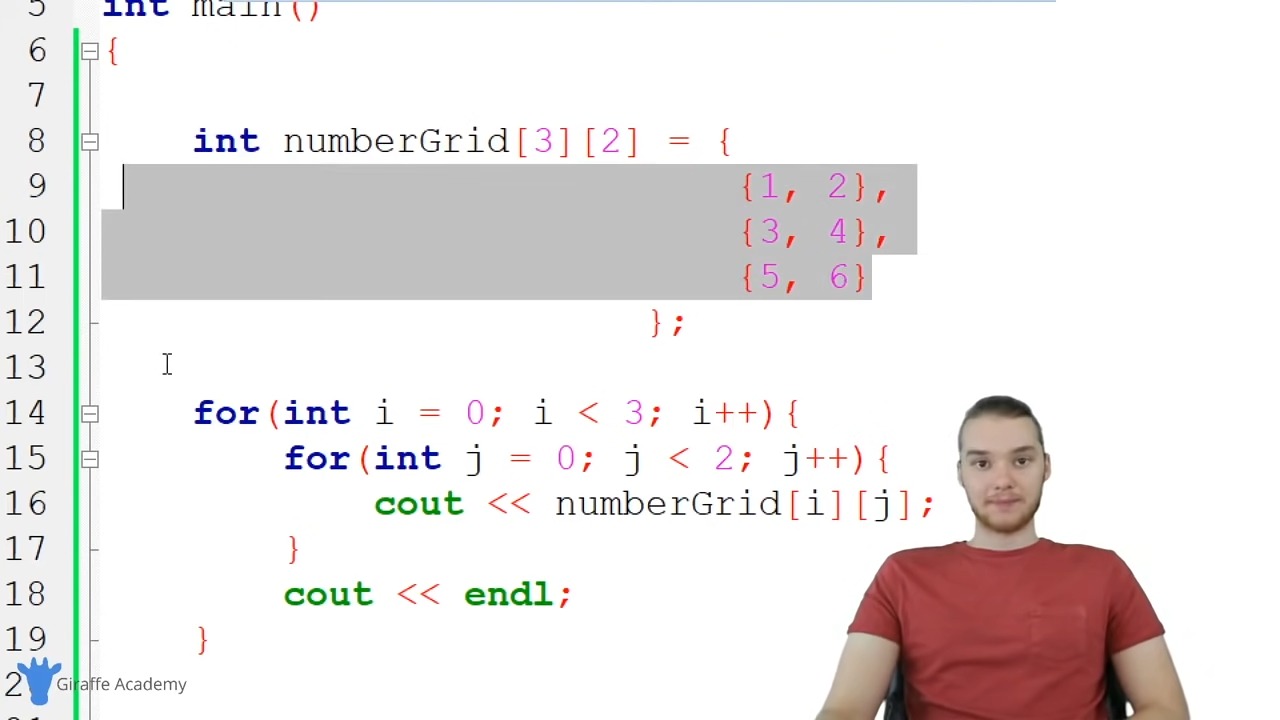 5 int main()
6 {
7
8 int numberGrid[3][2] = {
9 {1, 2},
10 {3, 4},
11 {5, 6}
12 };
13
14 for(int i = 0; i < 3; i++){
15 for(int j = 0; j < 2; j++){
16 cout << numberGrid[i][j];
17 }
18 cout << endl;
19 }
Giraffe Academy